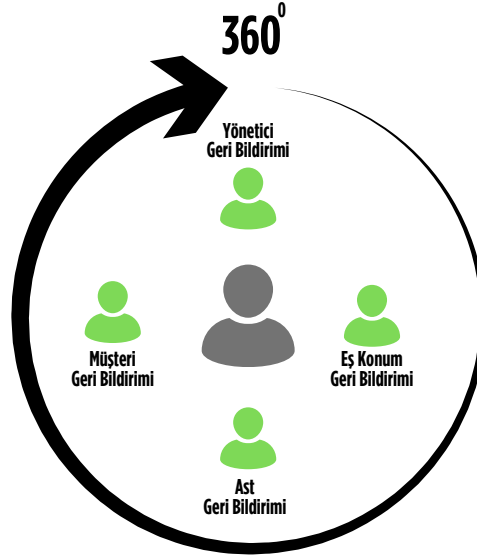 360⁰
Yönetici
Geri Bildirimi
Müşteri
Geri Bildirimi
Eş Konum
Geri Bildirimi
Ast
Geri Bildirimi